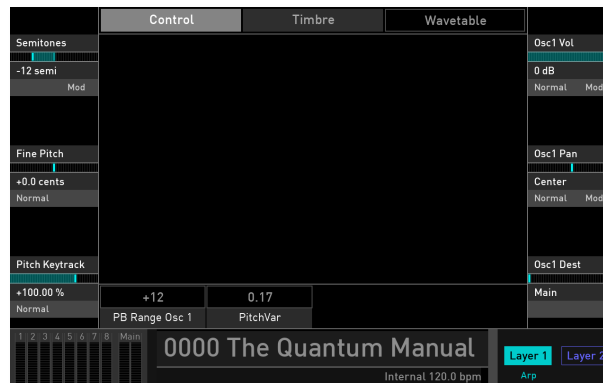 Control Timbre Wavetable
Semitones
-12 semi
Mod
Fine Pitch
+0.0 cents
Normal
Pitch Keytrack
+100.00 %
Normal
Osc1 Vol
0 dB
Normal Mod
Osc1 Pan
Center
Normal Mod
Osc1 Dest
Main
+12 0.17
PB Range Osc 1 PitchVar
1 2 3 4 5 6 7 8 Main
0000 The Quantum Manual
Internal 120.0 bpm
Layer 1 Layer 2
Arp